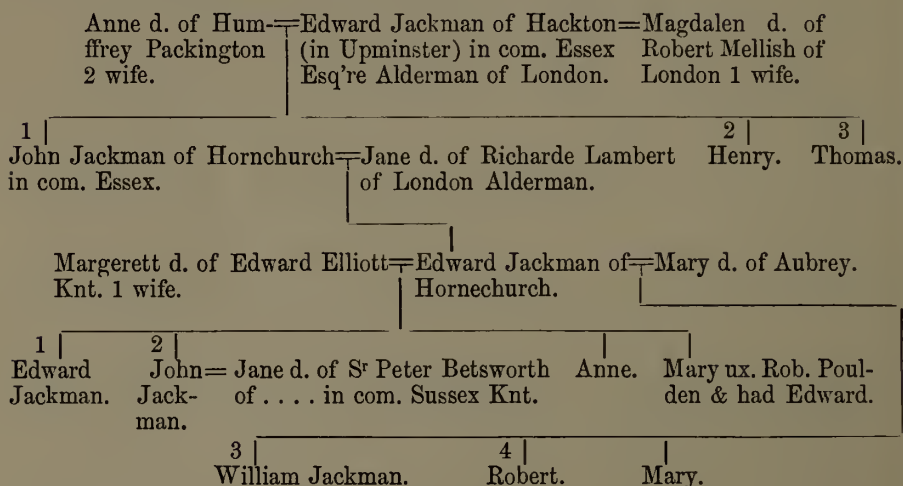 Anne d. of Hum-=Edward Jackman of Hackton=Magdalen d. of
ffrey Packington (in Upminster) in com. Essex Robert Mellish of
2 wife. Esq're Alderman of London. London 1 wife.
1 2 3
John Jackman of Hornchurch=Jane d. of Richarde Lambert Henry. Thomas.
in com. Essex. of London Alderman.
Margerett d. of Edward Elliott=Edward Jackman of=Mary d. of Aubrey.
Knt. 1 wife. Hornechurch.
1 2
Edward John= Jane d. of Sr Peter Betsworth Anne. Mary ux. Rob. Poul-
Jackman. Jack- of . . . . in com. Sussex Knt. den & had Edward.
man.
3 4
William Jackman. Robert. Mary.